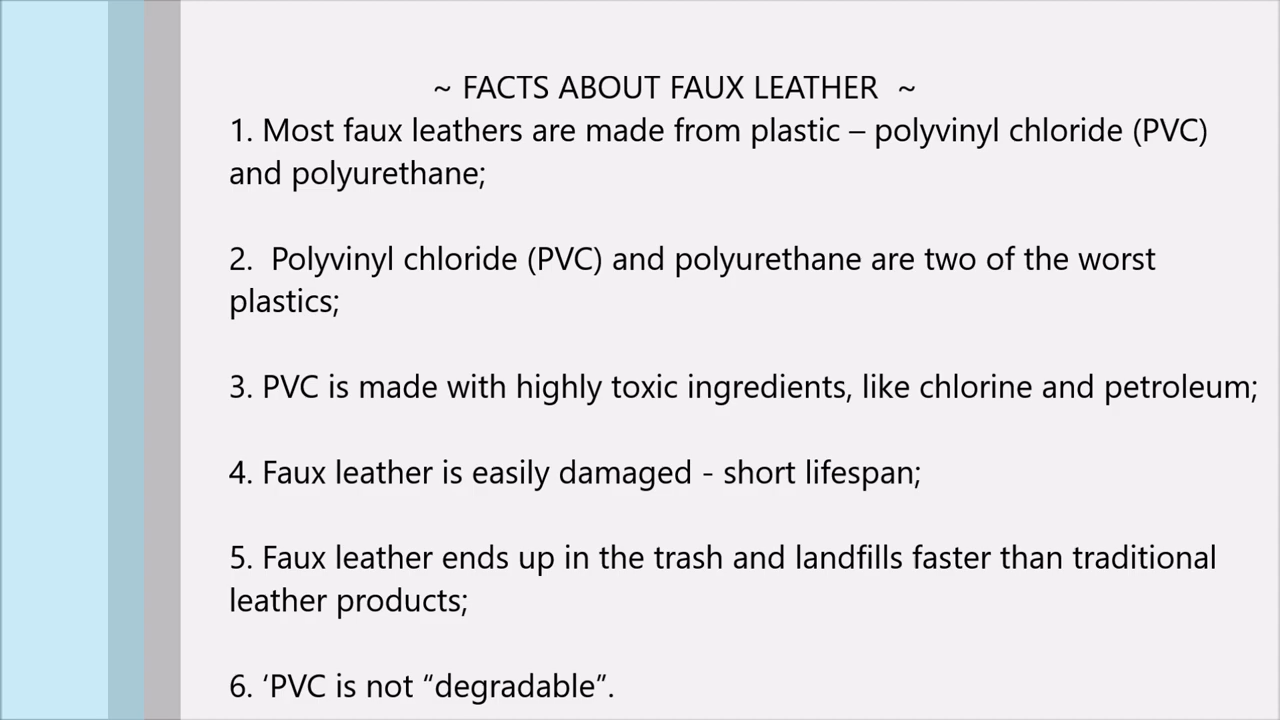 ~ FACTS ABOUT FAUX LEATHER ~
1. Most faux leathers are made from plastic – polyvinyl chloride (PVC)
and polyurethane;
2. Polyvinyl chloride (PVC) and polyurethane are two of the worst
plastics;
3. PVC is made with highly toxic ingredients, like chlorine and petroleum;
4. Faux leather is easily damaged - short lifespan;
5. Faux leather ends up in the trash and landfills faster than traditional
leather products;
6. ‘PVC is not “degradable”.